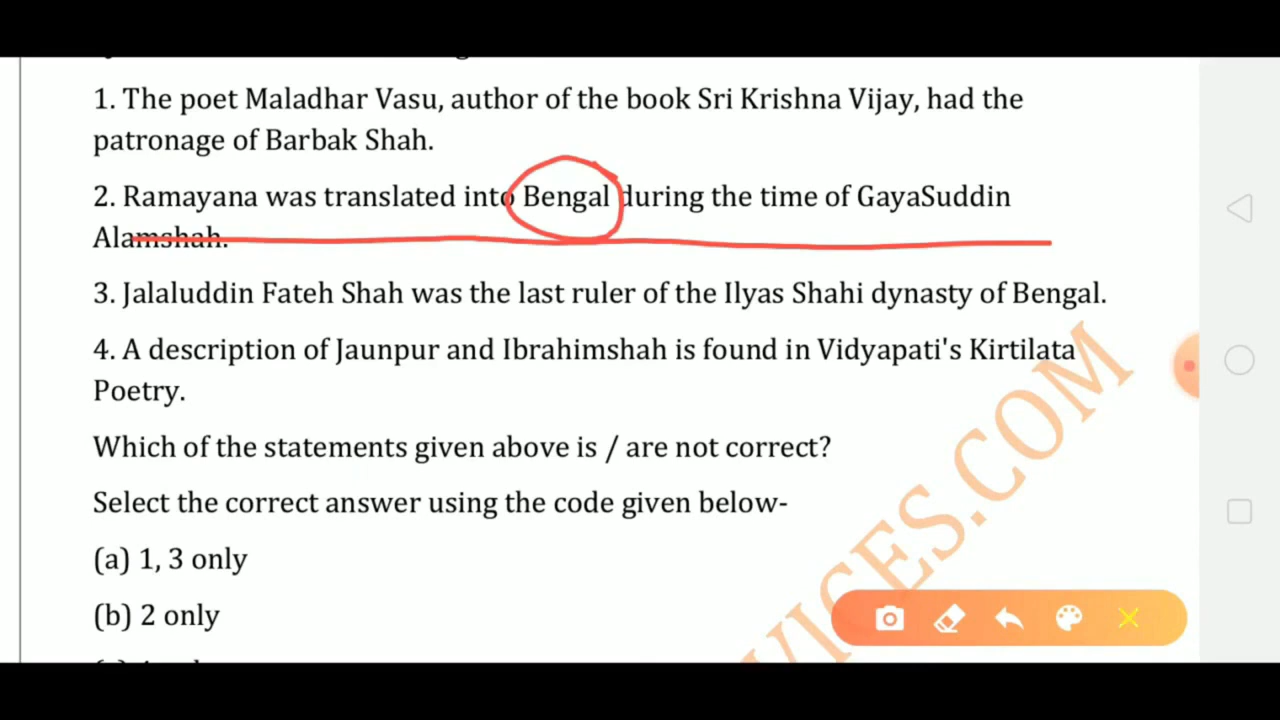 1. The poet Maladhar Vasu, author of the book Sri Krishna Vijay, had the
patronage of Barbak Shah.
2. Ramayana was translated into Bengal during the time of GayaSuddin
Alamshah.
3. Jalaluddin Fateh Shah was the last ruler of the Ilyas Shahi dynasty of Bengal.
4. A description of Jaunpur and Ibrahimshah is found in Vidyapati's Kirtilata
Poetry.
Which of the statements given above is / are not correct?
Select the correct answer using the code given below-
(a) 1, 3 only
(b) 2 only
VICES.COM